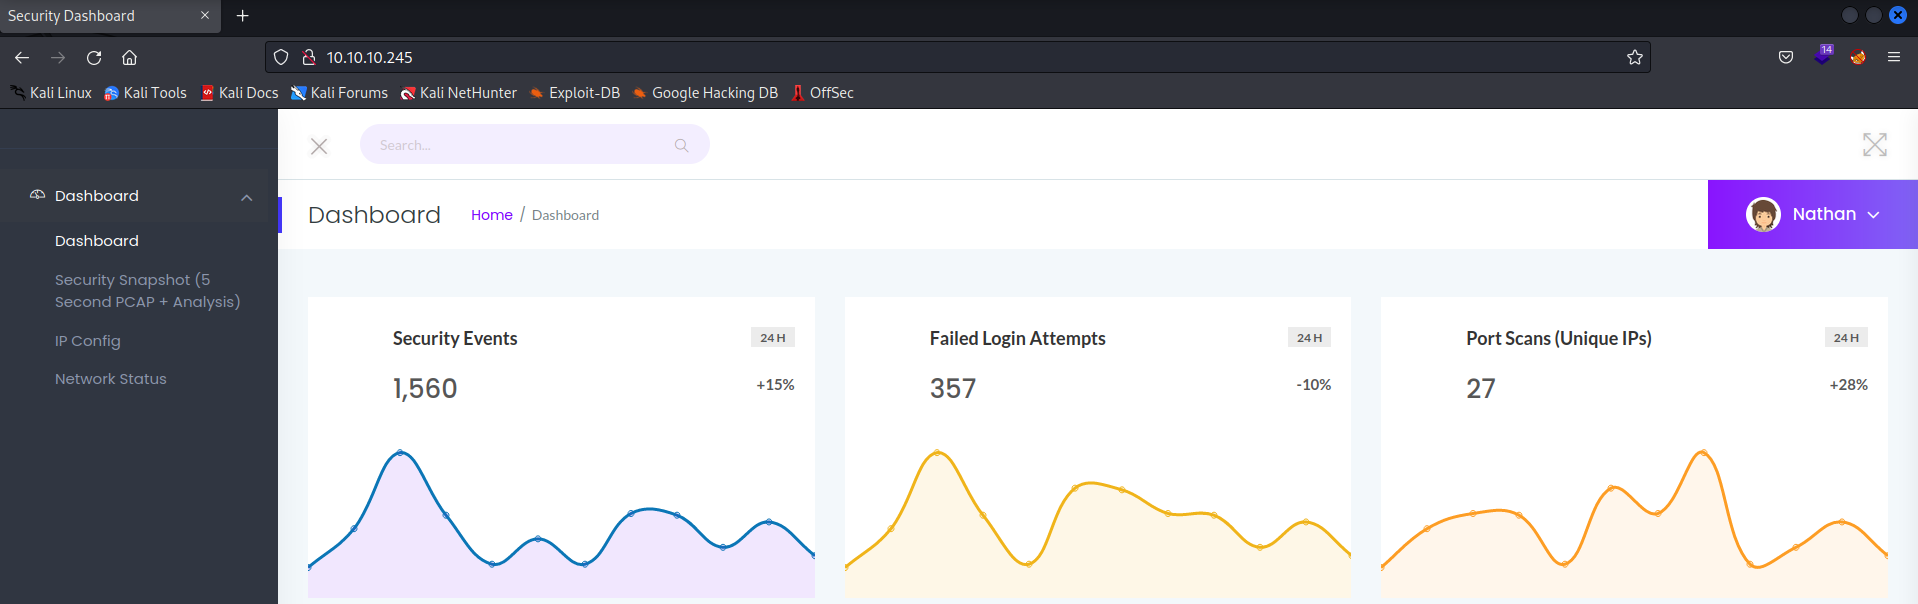 Security Dashboard
10.10.10.245
14
Kali Linux Kali Tools Kali Docs Kali Forums Kali NetHunter Exploit-DB Google Hacking DB OffSec
Search...
Dashboard
Dashboard
Security Snapshot (5
Second PCAP + Analysis)
IP Config
Network Status
Dashboard Home / Dashboard
Nathan
Security Events 24 H
1,560 +15%
Failed Login Attempts 24 H
357 -10%
Port Scans (Unique IPs) 24 H
27 +28%